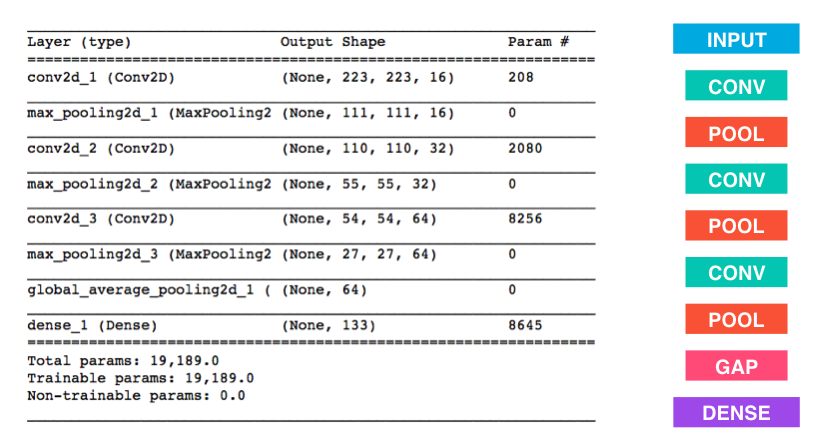 Layer (type) Output Shape Param #
conv2d_1 (Conv2D) (None, 223, 223, 16) 208
max_pooling2d_1 (MaxPooling2 (None, 111, 111, 16) 0
conv2d_2 (Conv2D) (None, 110, 110, 32) 2080
max_pooling2d_2 (MaxPooling2 (None, 55, 55, 32) 0
conv2d_3 (Conv2D) (None, 54, 54, 64) 8256
max_pooling2d_3 (MaxPooling2 (None, 27, 27, 64) 0
global_average_pooling2d_1 ( (None, 64) 0
dense_1 (Dense) (None, 133) 8645
Total params: 19,189.0
Trainable params: 19,189.0
Non-trainable params: 0.0
INPUT
CONV
POOL
CONV
POOL
CONV
POOL
GAP
DENSE